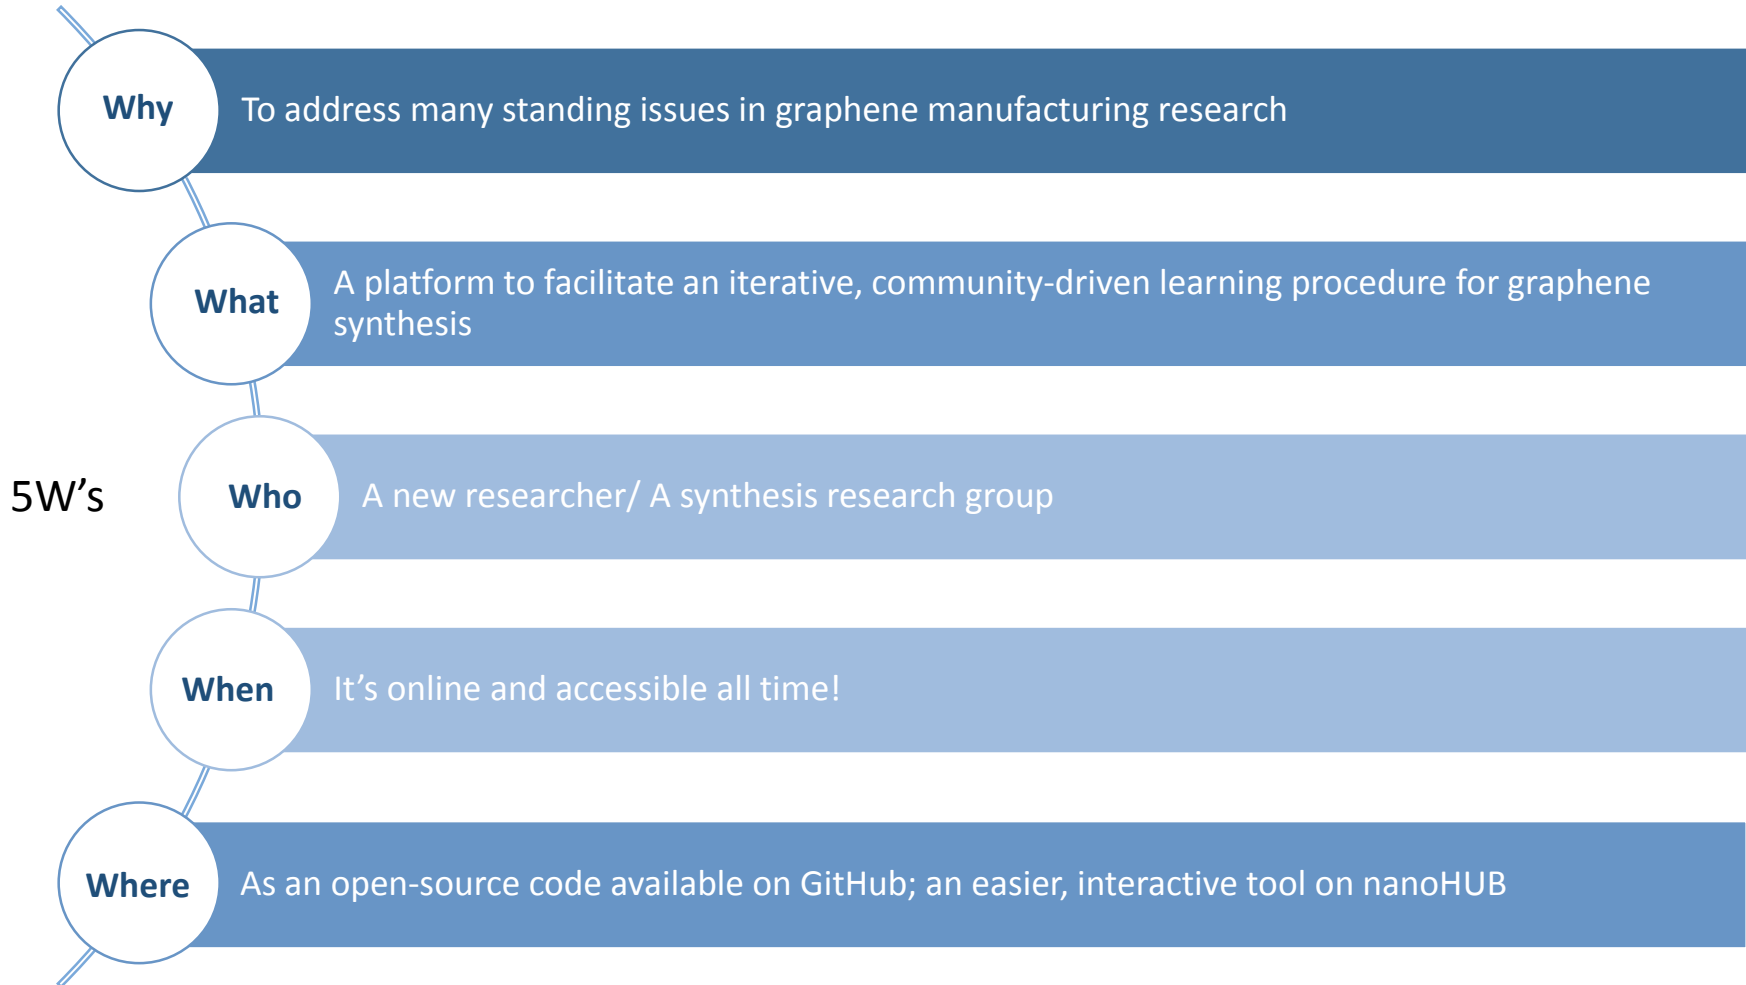 Why
To address many standing issues in graphene manufacturing research
What
A platform to facilitate an iterative, community-driven learning procedure for graphene
synthesis
5W’s
Who
A new researcher/ A synthesis research group
When
It’s online and accessible all time!
Where
As an open-source code available on GitHub; an easier, interactive tool on nanoHUB